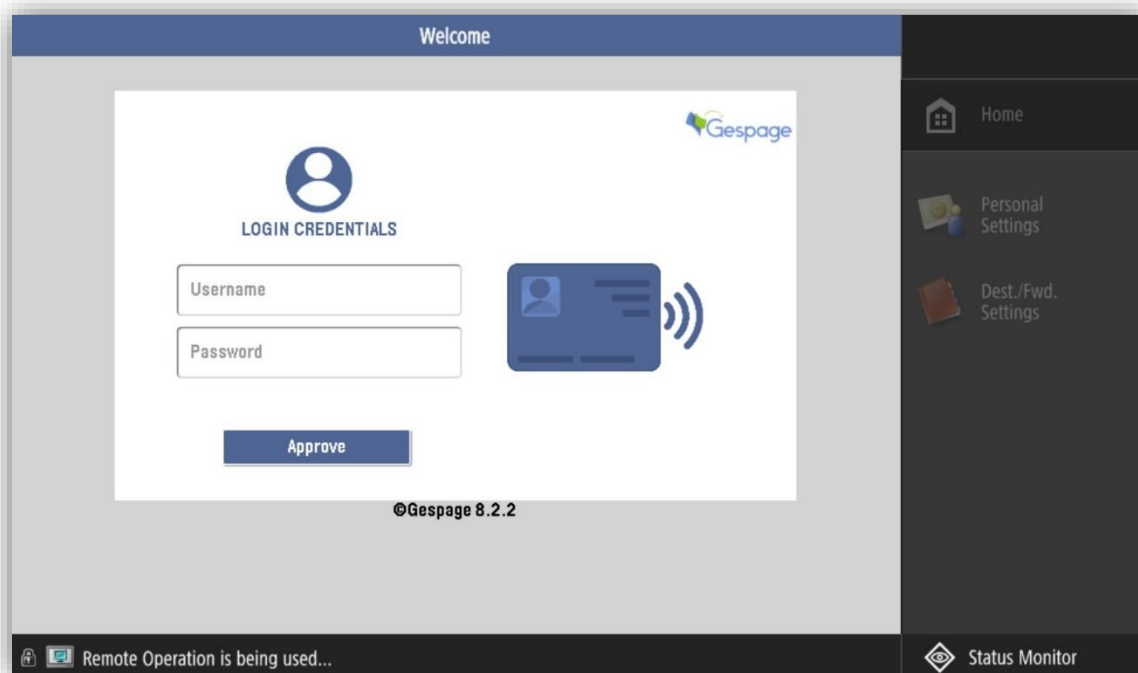 Welcome
Gespage
LOGIN CREDENTIALS
Username
Password
Approve
©Gespage 8.2.2
Home
Personal
Settings
Dest./Fwd.
Settings
Remote Operation is being used...
Status Monitor